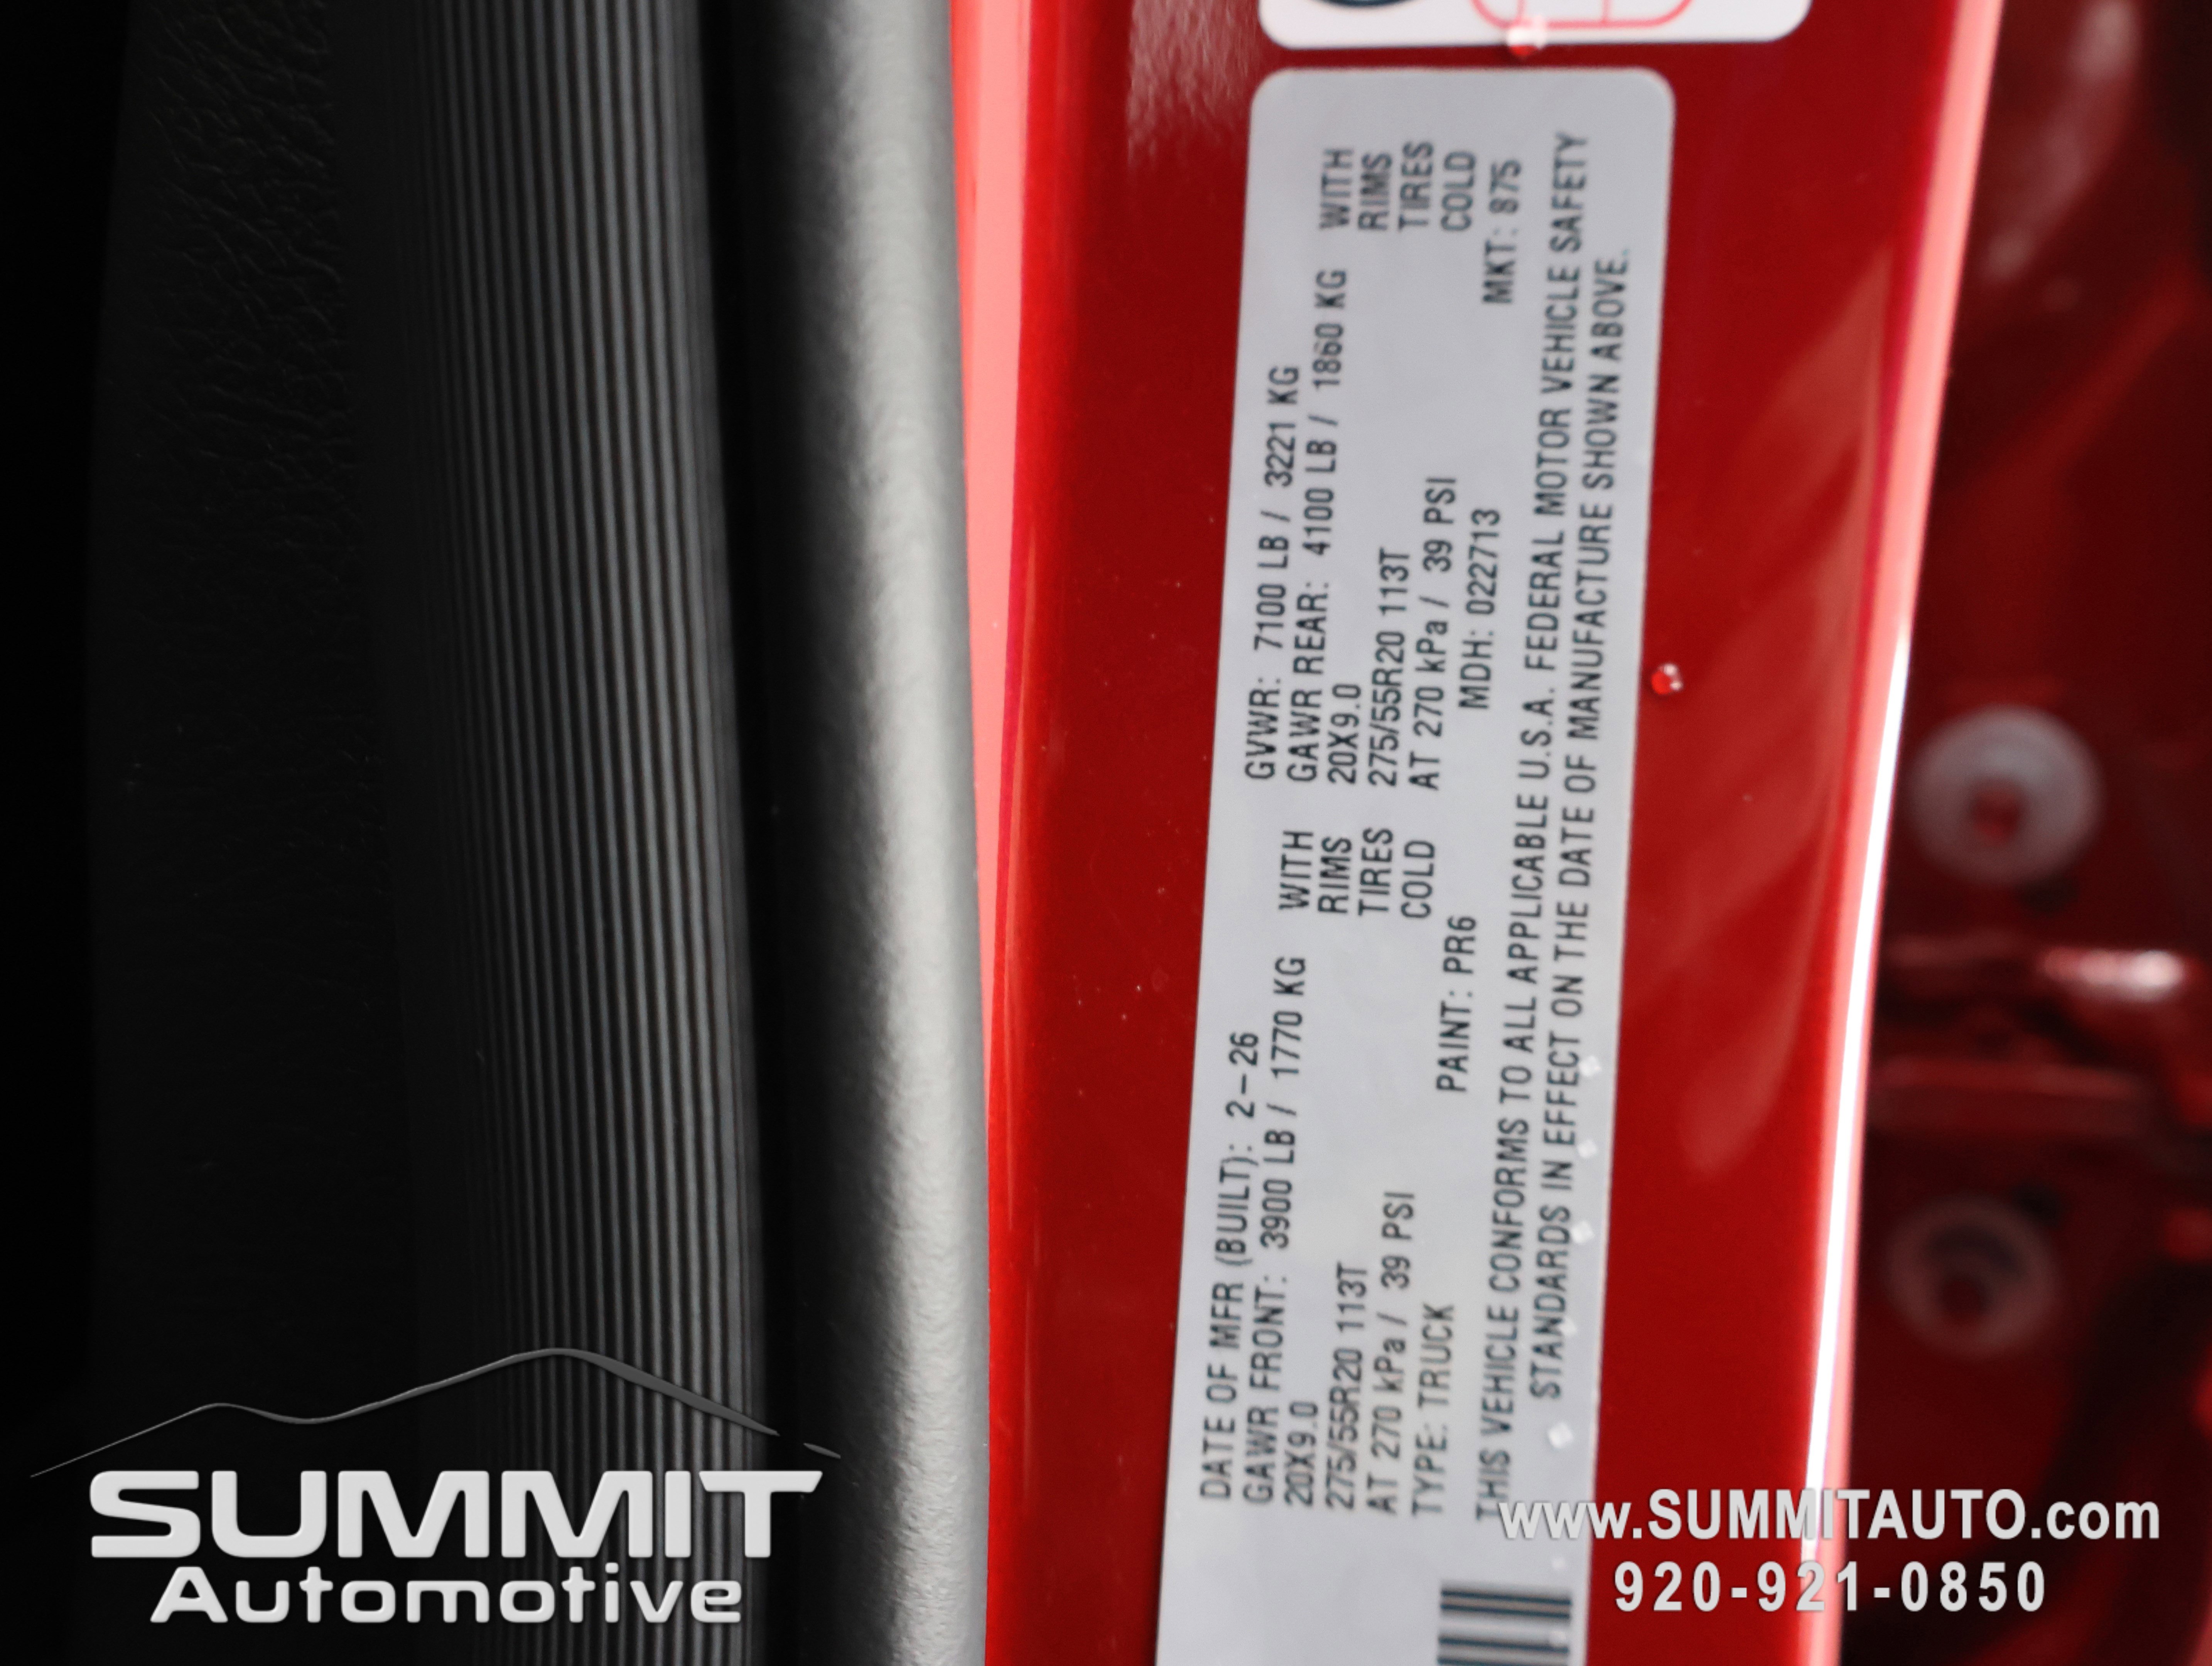 DATE OF MFR (BUILT): 2-26 GVWR: 7100 LB / 3221 KG
GAWR FRONT: 3900 LB / 1770 KG WITH GAWR REAR: 4100 LB / 1860 KG WITH
20X9.0 RIMS 20X9.0 RIMS
275/55R20 113T TIRES 275/55R20 113T TIRES
AT 270 kPa / 39 PSI COLD AT 270 kPa / 39 PSI COLD
TYPE: TRUCK PAINT: PR6 MDH: 022713 MKT: 875
THIS VEHICLE CONFORMS TO ALL APPLICABLE U.S.A. FEDERAL MOTOR VEHICLE SAFETY
STANDARDS IN EFFECT ON THE DATE OF MANUFACTURE SHOWN ABOVE.
SUMMIT
Automotive
www.SUMMITAUTO.com
920-921-0850